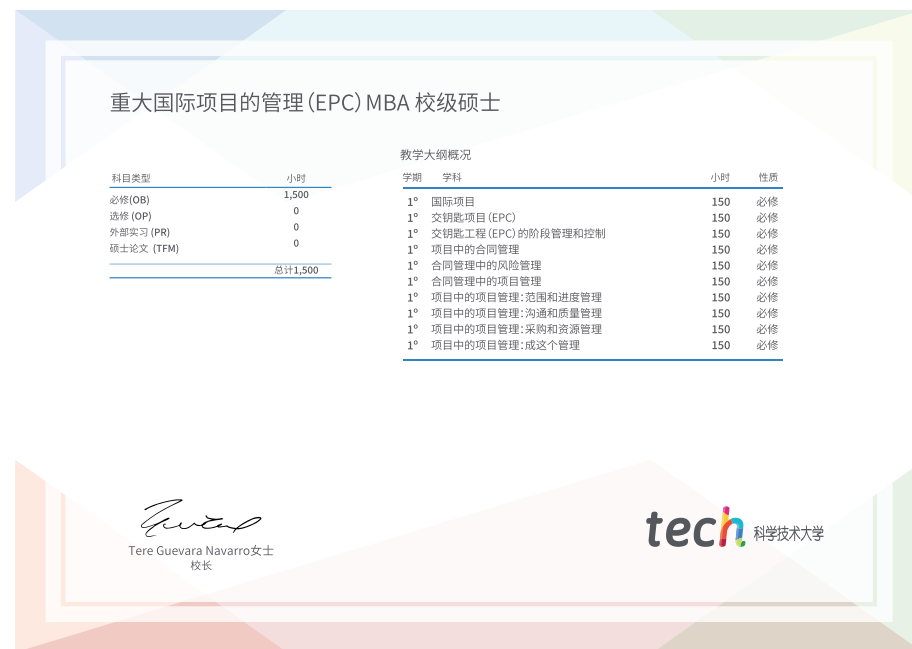 重大国际项目的管理（EPC）MBA 校级硕士
科目类型 小时
必修(OB) 1,500
选修 (OP) 0
外部实习 (PR) 0
硕士论文 (TFM) 0
总计1,500
教学大纲概况
学期 学科 小时 性质
1º 国际项目 150 必修
1º 交钥匙项目（EPC） 150 必修
1º 交钥匙工程（EPC）的阶段管理和控制 150 必修
1º 项目中的合同管理 150 必修
1º 合同管理中的风险管理 150 必修
1º 合同管理中的项目管理 150 必修
1º 项目中的项目管理：范围和进度管理 150 必修
1º 项目中的项目管理：沟通和质量管理 150 必修
1º 项目中的项目管理：采购和资源管理 150 必修
1º 项目中的项目管理：成这个管理 150 必修
Tere Guevara Navarro女士
校长
tech 科学技术大学